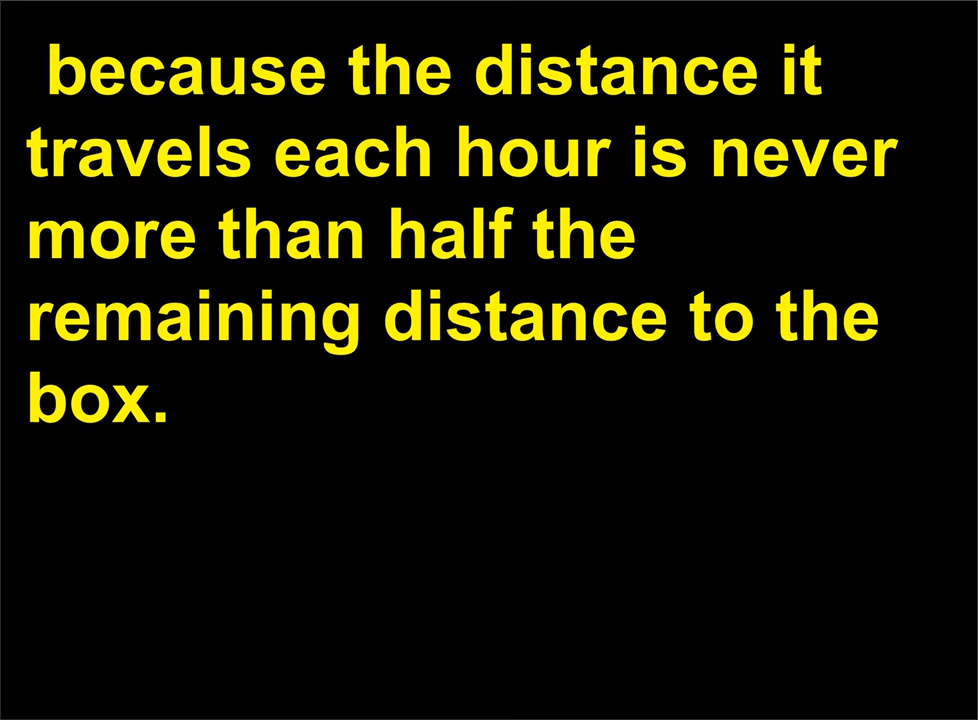 because the distance it
travels each hour is never
more than half the
remaining distance to the
box.